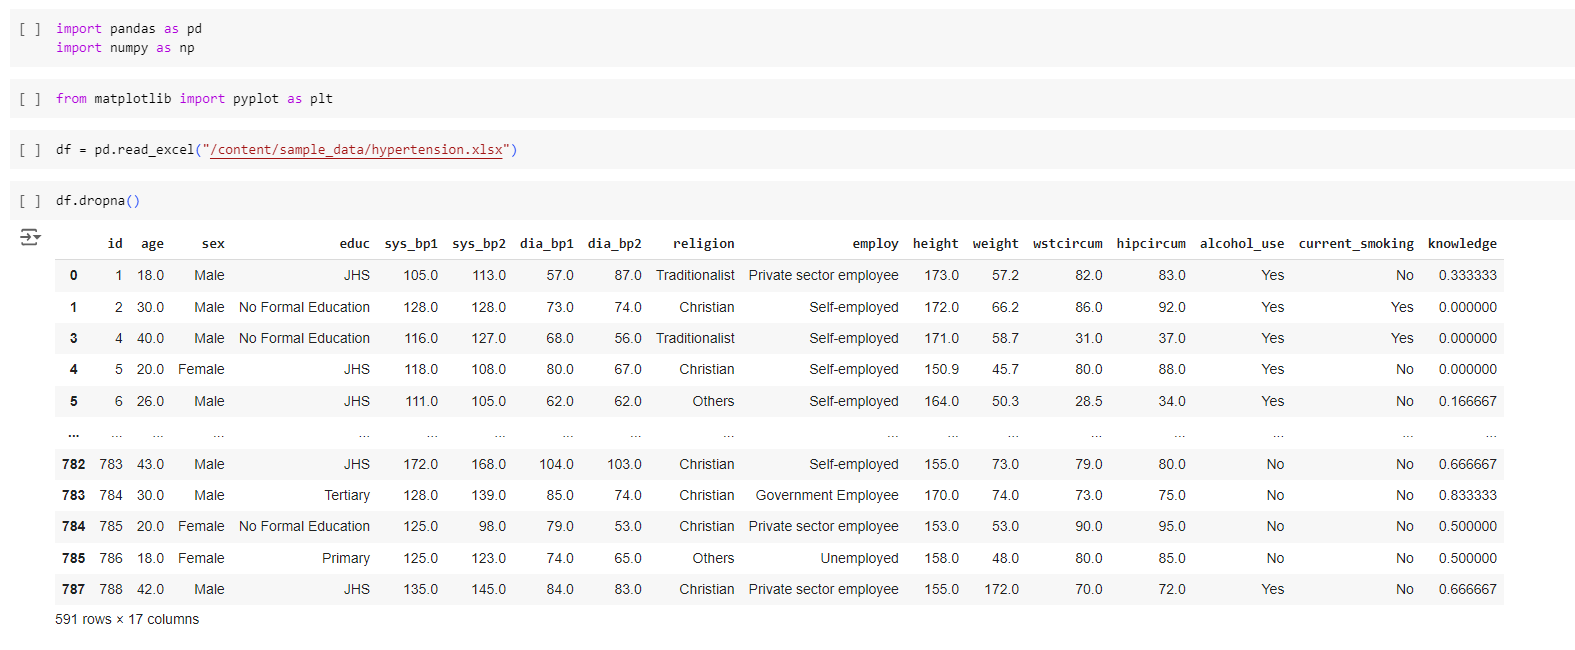 [ ] import pandas as pd
import numpy as np
[ ] from matplotlib import pyplot as plt
[ ] df = pd.read_excel("/content/sample_data/hypertension.xlsx")
[ ] df.dropna()
id age sex educ sys_bp1 sys_bp2 dia_bp1 dia_bp2 religion employ height weight wstcircum hipcircum alcohol_use current_smoking knowledge
0 1 18.0 Male JHS 105.0 113.0 57.0 87.0 Traditionalist Private sector employee 173.0 57.2 82.0 83.0 Yes No 0.333333
1 2 30.0 Male No Formal Education 128.0 128.0 73.0 74.0 Christian Self-employed 172.0 66.2 86.0 92.0 Yes Yes 0.000000
3 4 40.0 Male No Formal Education 116.0 127.0 68.0 56.0 Traditionalist Self-employed 171.0 58.7 31.0 37.0 Yes Yes 0.000000
4 5 20.0 Female JHS 118.0 108.0 80.0 67.0 Christian Self-employed 150.9 45.7 80.0 88.0 Yes No 0.000000
5 6 26.0 Male JHS 111.0 105.0 62.0 62.0 Others Self-employed 164.0 50.3 28.5 34.0 Yes No 0.166667
... ... ... ... ... ... ... ... ... ... ... ... ... ... ... ... ... ...
782 783 43.0 Male JHS 172.0 168.0 104.0 103.0 Christian Self-employed 155.0 73.0 79.0 80.0 No No 0.666667
783 784 30.0 Male Tertiary 128.0 139.0 85.0 74.0 Christian Government Employee 170.0 74.0 73.0 75.0 No No 0.833333
784 785 20.0 Female No Formal Education 125.0 98.0 79.0 53.0 Christian Private sector employee 153.0 53.0 90.0 95.0 No No 0.500000
785 786 18.0 Female Primary 125.0 123.0 74.0 65.0 Others Unemployed 158.0 48.0 80.0 85.0 No No 0.500000
787 788 42.0 Male JHS 135.0 145.0 84.0 83.0 Christian Private sector employee 155.0 172.0 70.0 72.0 Yes No 0.666667
591 rows × 17 columns